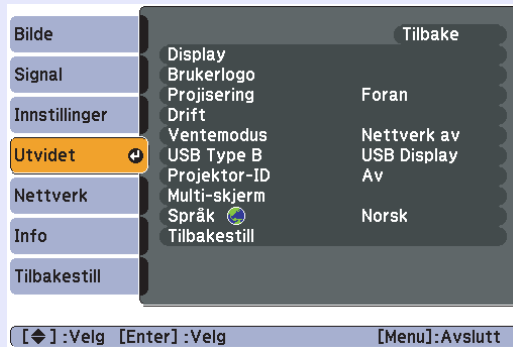 Bilde
Signal
Innstillinger
Utvidet
Nettverk
Info
Tilbakestill
Tilbake
Display
Brukerlogo
Projisering Foran
Drift
Ventemodus Nettverk av
USB Type B USB Display
Projektor-ID Av
Multi-skjerm
Språk Norsk
Tilbakestill
[◆] :Velg [Enter] :Velg [Menu]:Avslutt